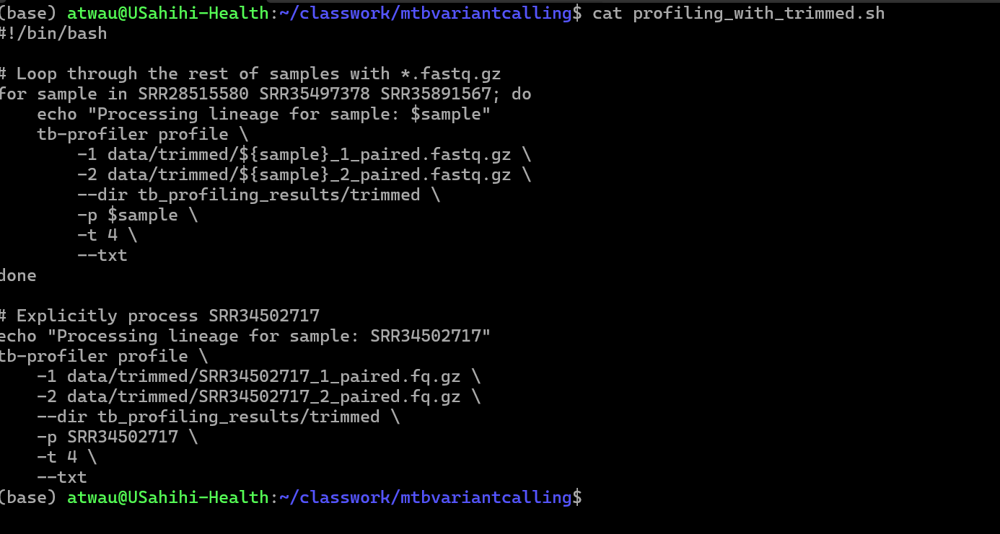 (base) atwau@USahihi-Health:~/classwork/mtbvariantcalling$ cat profiling_with_trimmed.sh
#!/bin/bash
# Loop through the rest of samples with *.fastq.gz
for sample in SRR28515580 SRR35497378 SRR35891567; do
    echo "Processing lineage for sample: $sample"
    tb-profiler profile \
        -1 data/trimmed/${sample}_1_paired.fastq.gz \
        -2 data/trimmed/${sample}_2_paired.fastq.gz \
        --dir tb_profiling_results/trimmed \
        -p $sample \
        -t 4 \
        --txt
done
# Explicitly process SRR34502717
echo "Processing lineage for sample: SRR34502717"
tb-profiler profile \
    -1 data/trimmed/SRR34502717_1_paired.fq.gz \
    -2 data/trimmed/SRR34502717_2_paired.fq.gz \
    --dir tb_profiling_results/trimmed \
    -p SRR34502717 \
    -t 4 \
    --txt
(base) atwau@USahihi-Health:~/classwork/mtbvariantcalling$